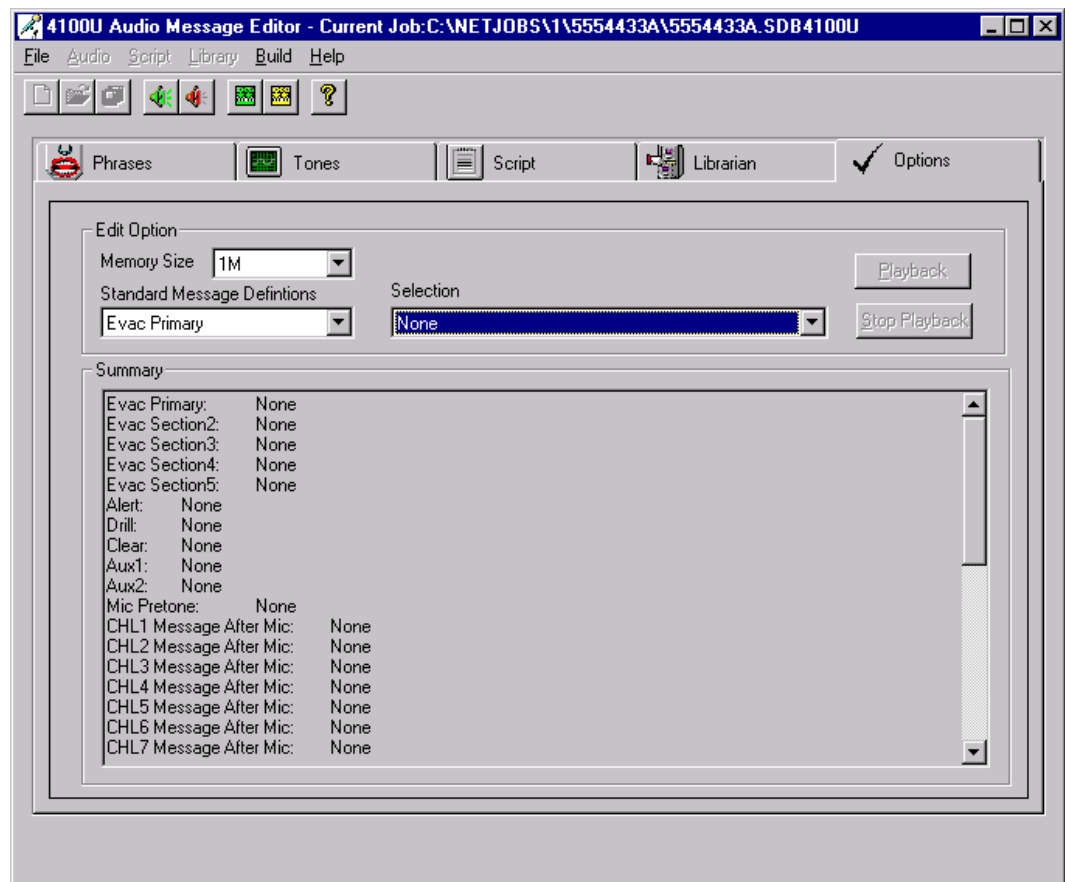 4100U Audio Message Editor - Current Job:C:\NETJOBS\1\5554433A\5554433A.SDB4100U
File Audio Script Library Build Help
Phrases Tones Script Librarian Options
Edit Option
Memory Size 1M
Playback
Standard Message Defintions Selection
Evac Primary None Stop Playback
Summary
Evac Primary: None
Evac Section2: None
Evac Section3: None
Evac Section4: None
Evac Section5: None
Alert: None
Drill: None
Clear: None
Aux1: None
Aux2: None
Mic Pretone: None
CHL1 Message After Mic: None
CHL2 Message After Mic: None
CHL3 Message After Mic: None
CHL4 Message After Mic: None
CHL5 Message After Mic: None
CHL6 Message After Mic: None
CHL7 Message After Mic: None